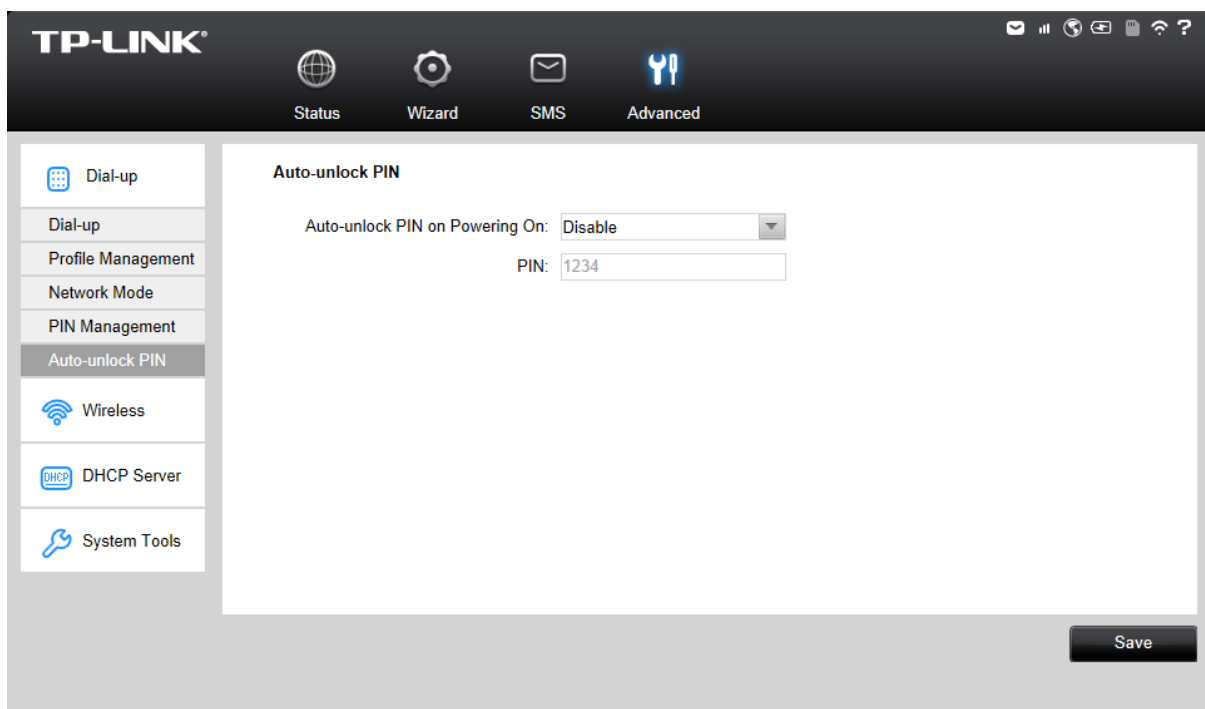 TP-LINK®
Status Wizard SMS Advanced
Dial-up
Dial-up
Profile Management
Network Mode
PIN Management
Auto-unlock PIN
Wireless
DHCP
DHCP Server
System Tools
Auto-unlock PIN
Auto-unlock PIN on Powering On: Disable
PIN: 1234
Save